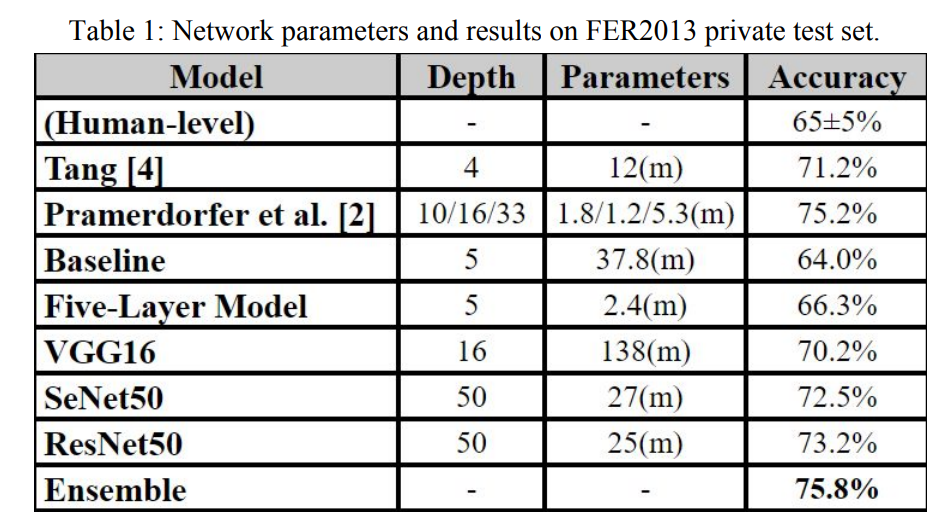 Table 1: Network parameters and results on FER2013 private test set.
Model Depth Parameters Accuracy
(Human-level) - - 65±5%
Tang [4] 4 12(m) 71.2%
Pramerdorfer et al. [2] 10/16/33 1.8/1.2/5.3(m) 75.2%
Baseline 5 37.8(m) 64.0%
Five-Layer Model 5 2.4(m) 66.3%
VGG16 16 138(m) 70.2%
SeNet50 50 27(m) 72.5%
ResNet50 50 25(m) 73.2%
Ensemble - - 75.8%